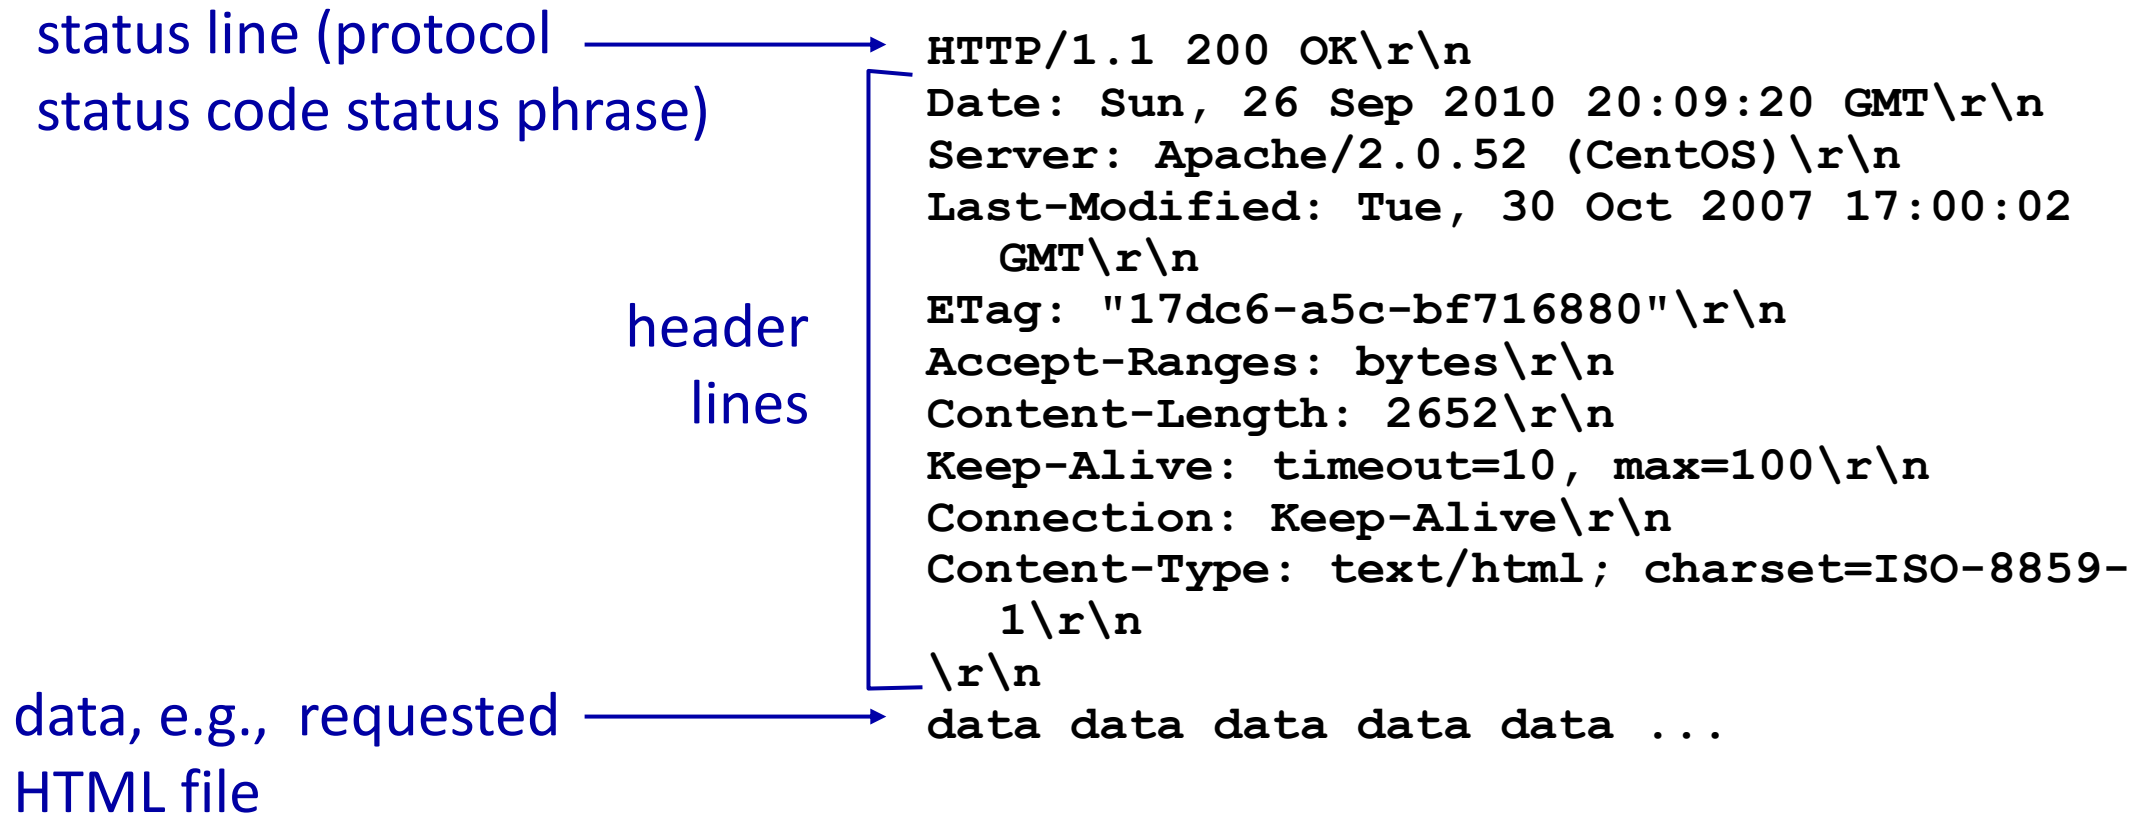 status line (protocol
status code status phrase)
HTTP/1.1 200 OK\r\n
Date: Sun, 26 Sep 2010 20:09:20 GMT\r\n
Server: Apache/2.0.52 (CentOS)\r\n
Last-Modified: Tue, 30 Oct 2007 17:00:02
GMT\r\n
ETag: "17dc6-a5c-bf716880"\r\n
Accept-Ranges: bytes\r\n
Content-Length: 2652\r\n
Keep-Alive: timeout=10, max=100\r\n
Connection: Keep-Alive\r\n
Content-Type: text/html; charset=ISO-8859-
1\r\n
\r\n
data data data data data ...
header
lines
data, e.g., requested
HTML file